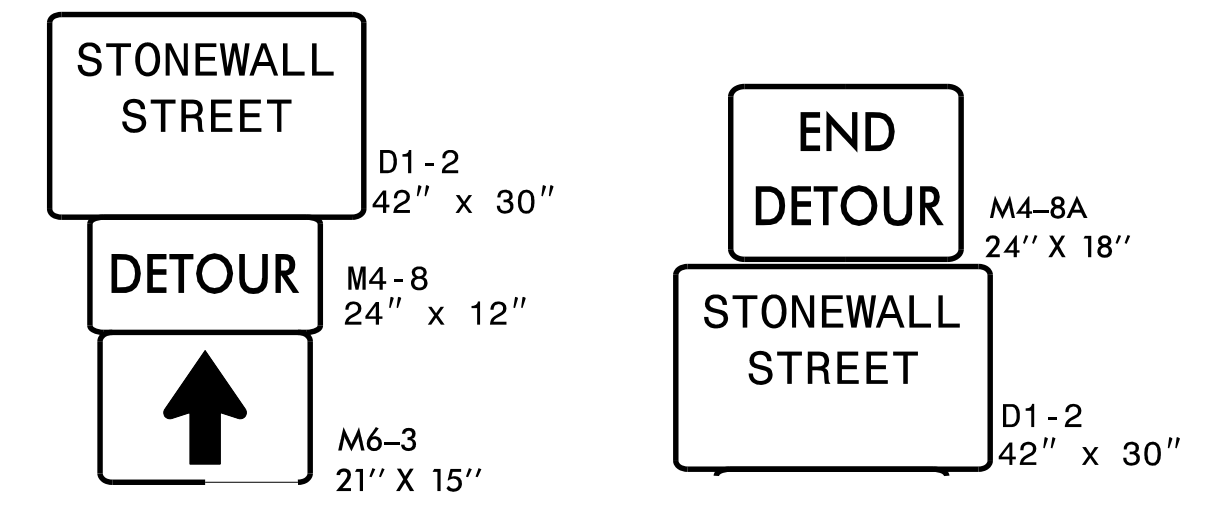 STONEWALL
STREET
D1-2
42" x 30"
DETOUR
M4-8
24" x 12"
M6–3
21'' X 15''
END
DETOUR
M4–8A
24'' X 18''
STONEWALL
STREET
D1-2
42" x 30"